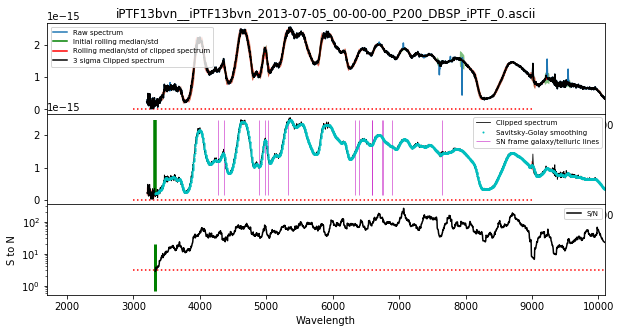 iPTF13bvn__iPTF13bvn_2013-07-05_00-00-00_P200_DBSP_iPTF_0.ascii
1e−15
Raw spectrum
Initial rolling median/std
Rolling median/std of clipped spectrum
3 sigma Clipped spectrum
2
1
0
1e−15
Clipped spectrum
Savitsky-Golay smoothing
SN frame galaxy/telluric lines
2
1
0
S/N
S to N
10²
10¹
10⁰
2000 3000 4000 5000 6000 7000 8000 9000 10000
Wavelength